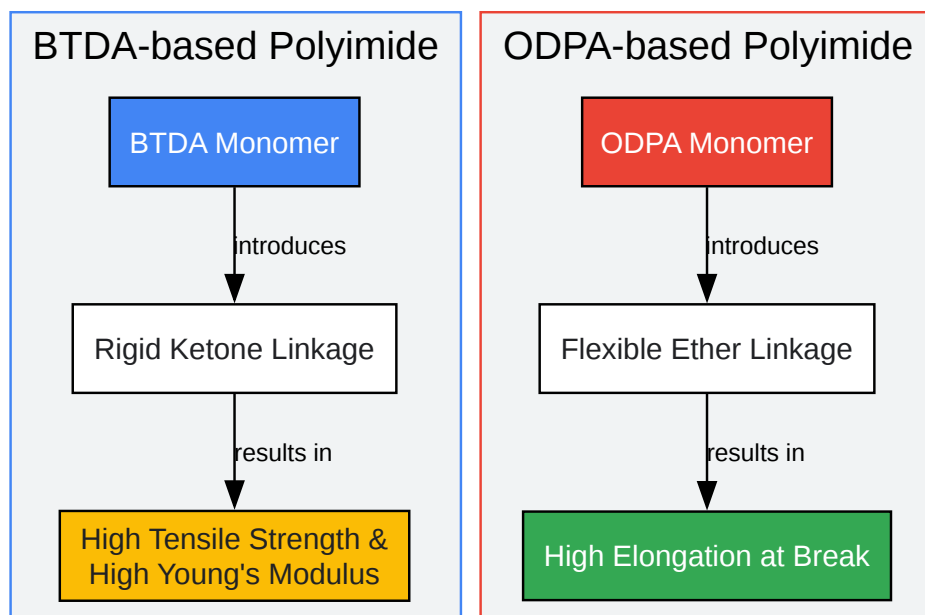 BTDA-based Polyimide
BTDA Monomer
introduces
Rigid Ketone Linkage
results in
High Tensile Strength &
High Young's Modulus
ODPA-based Polyimide
ODPA Monomer
introduces
Flexible Ether Linkage
results in
High Elongation at Break